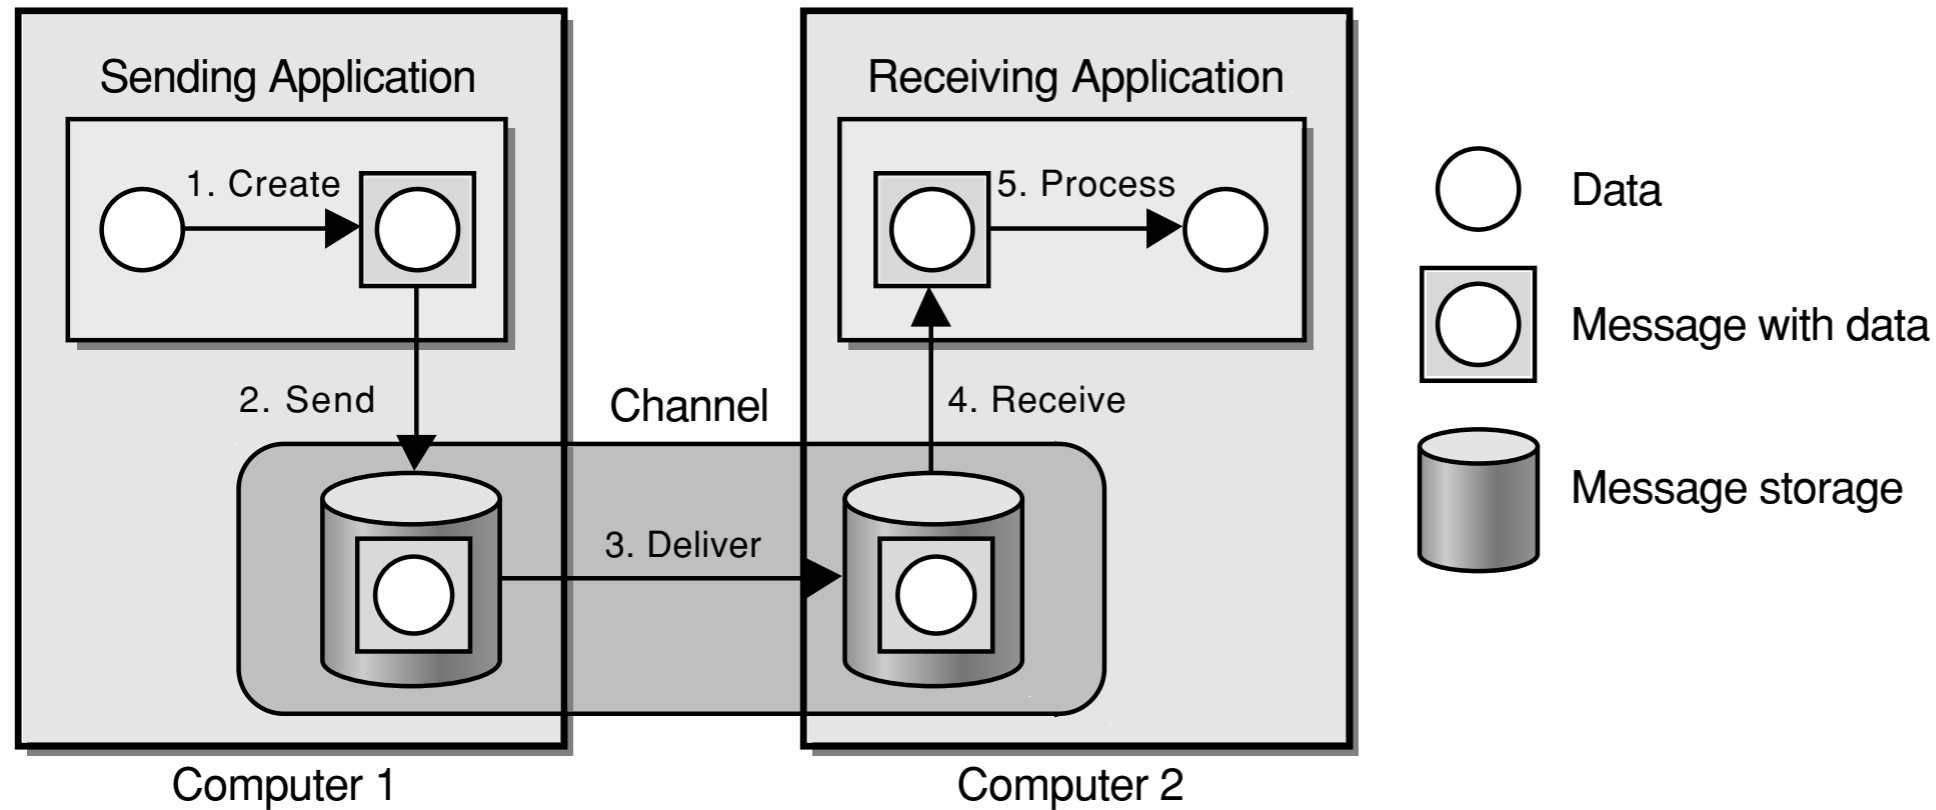 Sending Application
Receiving Application
1. Create
5. Process
Data
Message with data
2. Send
Channel
4. Receive
Message storage
3. Deliver
Computer 1
Computer 2